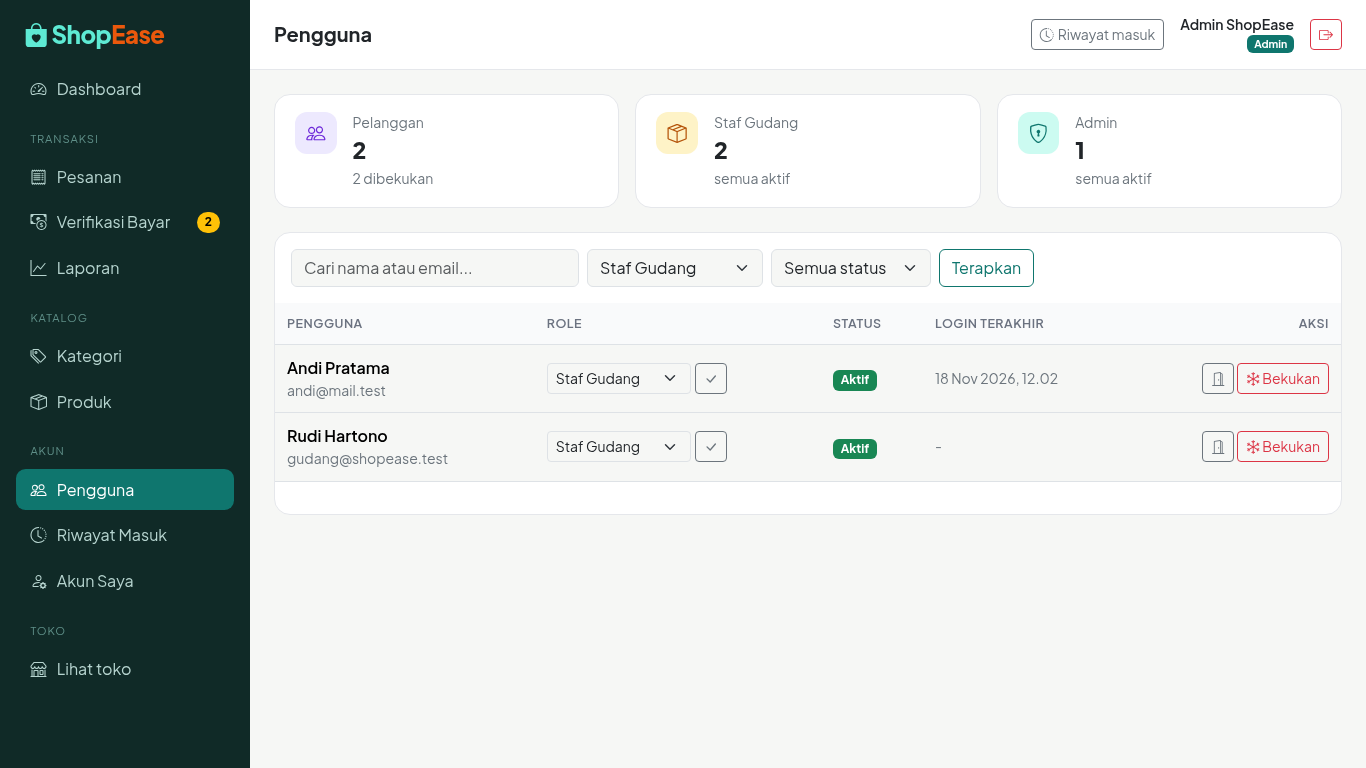 ShopEase
Dashboard
TRANSAKSI
Pesanan
Verifikasi Bayar 2
Laporan
KATALOG
Kategori
Produk
AKUN
Pengguna
Riwayat Masuk
Akun Saya
TOKO
Lihat toko
Pengguna
Riwayat masuk
Admin ShopEase
Admin
Pelanggan
2
2 dibekukan
Staf Gudang
2
semua aktif
Admin
1
semua aktif
Cari nama atau email... Staf Gudang Semua status Terapkan
PENGGUNA ROLE STATUS LOGIN TERAKHIR AKSI
Andi Pratama
andi@mail.test
Staf Gudang Aktif 18 Nov 2026, 12.02 Bekukan
Rudi Hartono
gudang@shopease.test
Staf Gudang Aktif - Bekukan